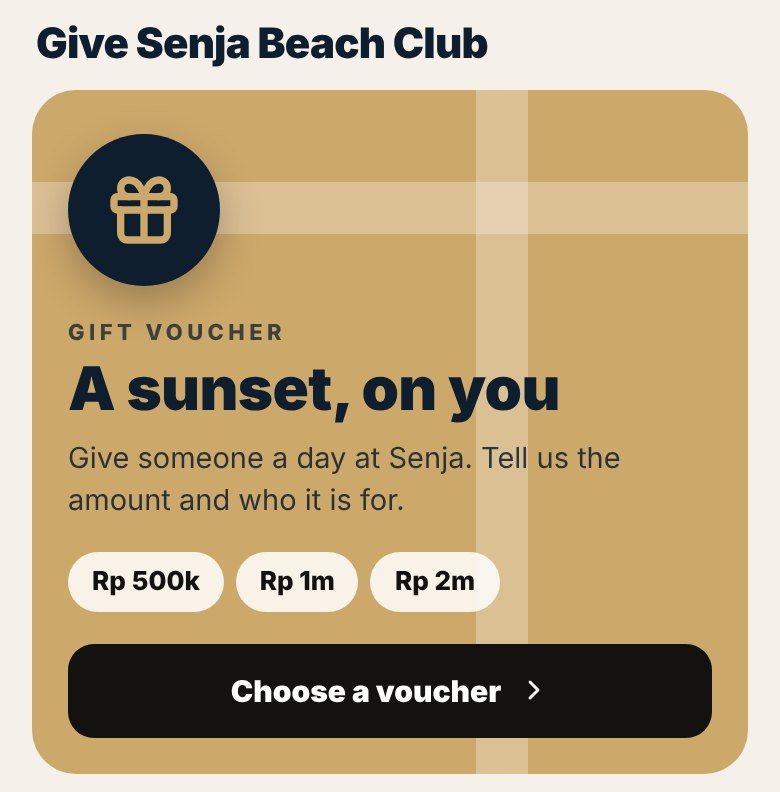 Give Senja Beach Club
GIFT VOUCHER
A sunset, on you
Give someone a day at Senja. Tell us the
amount and who it is for.
Rp 500k
Rp 1m
Rp 2m
Choose a voucher